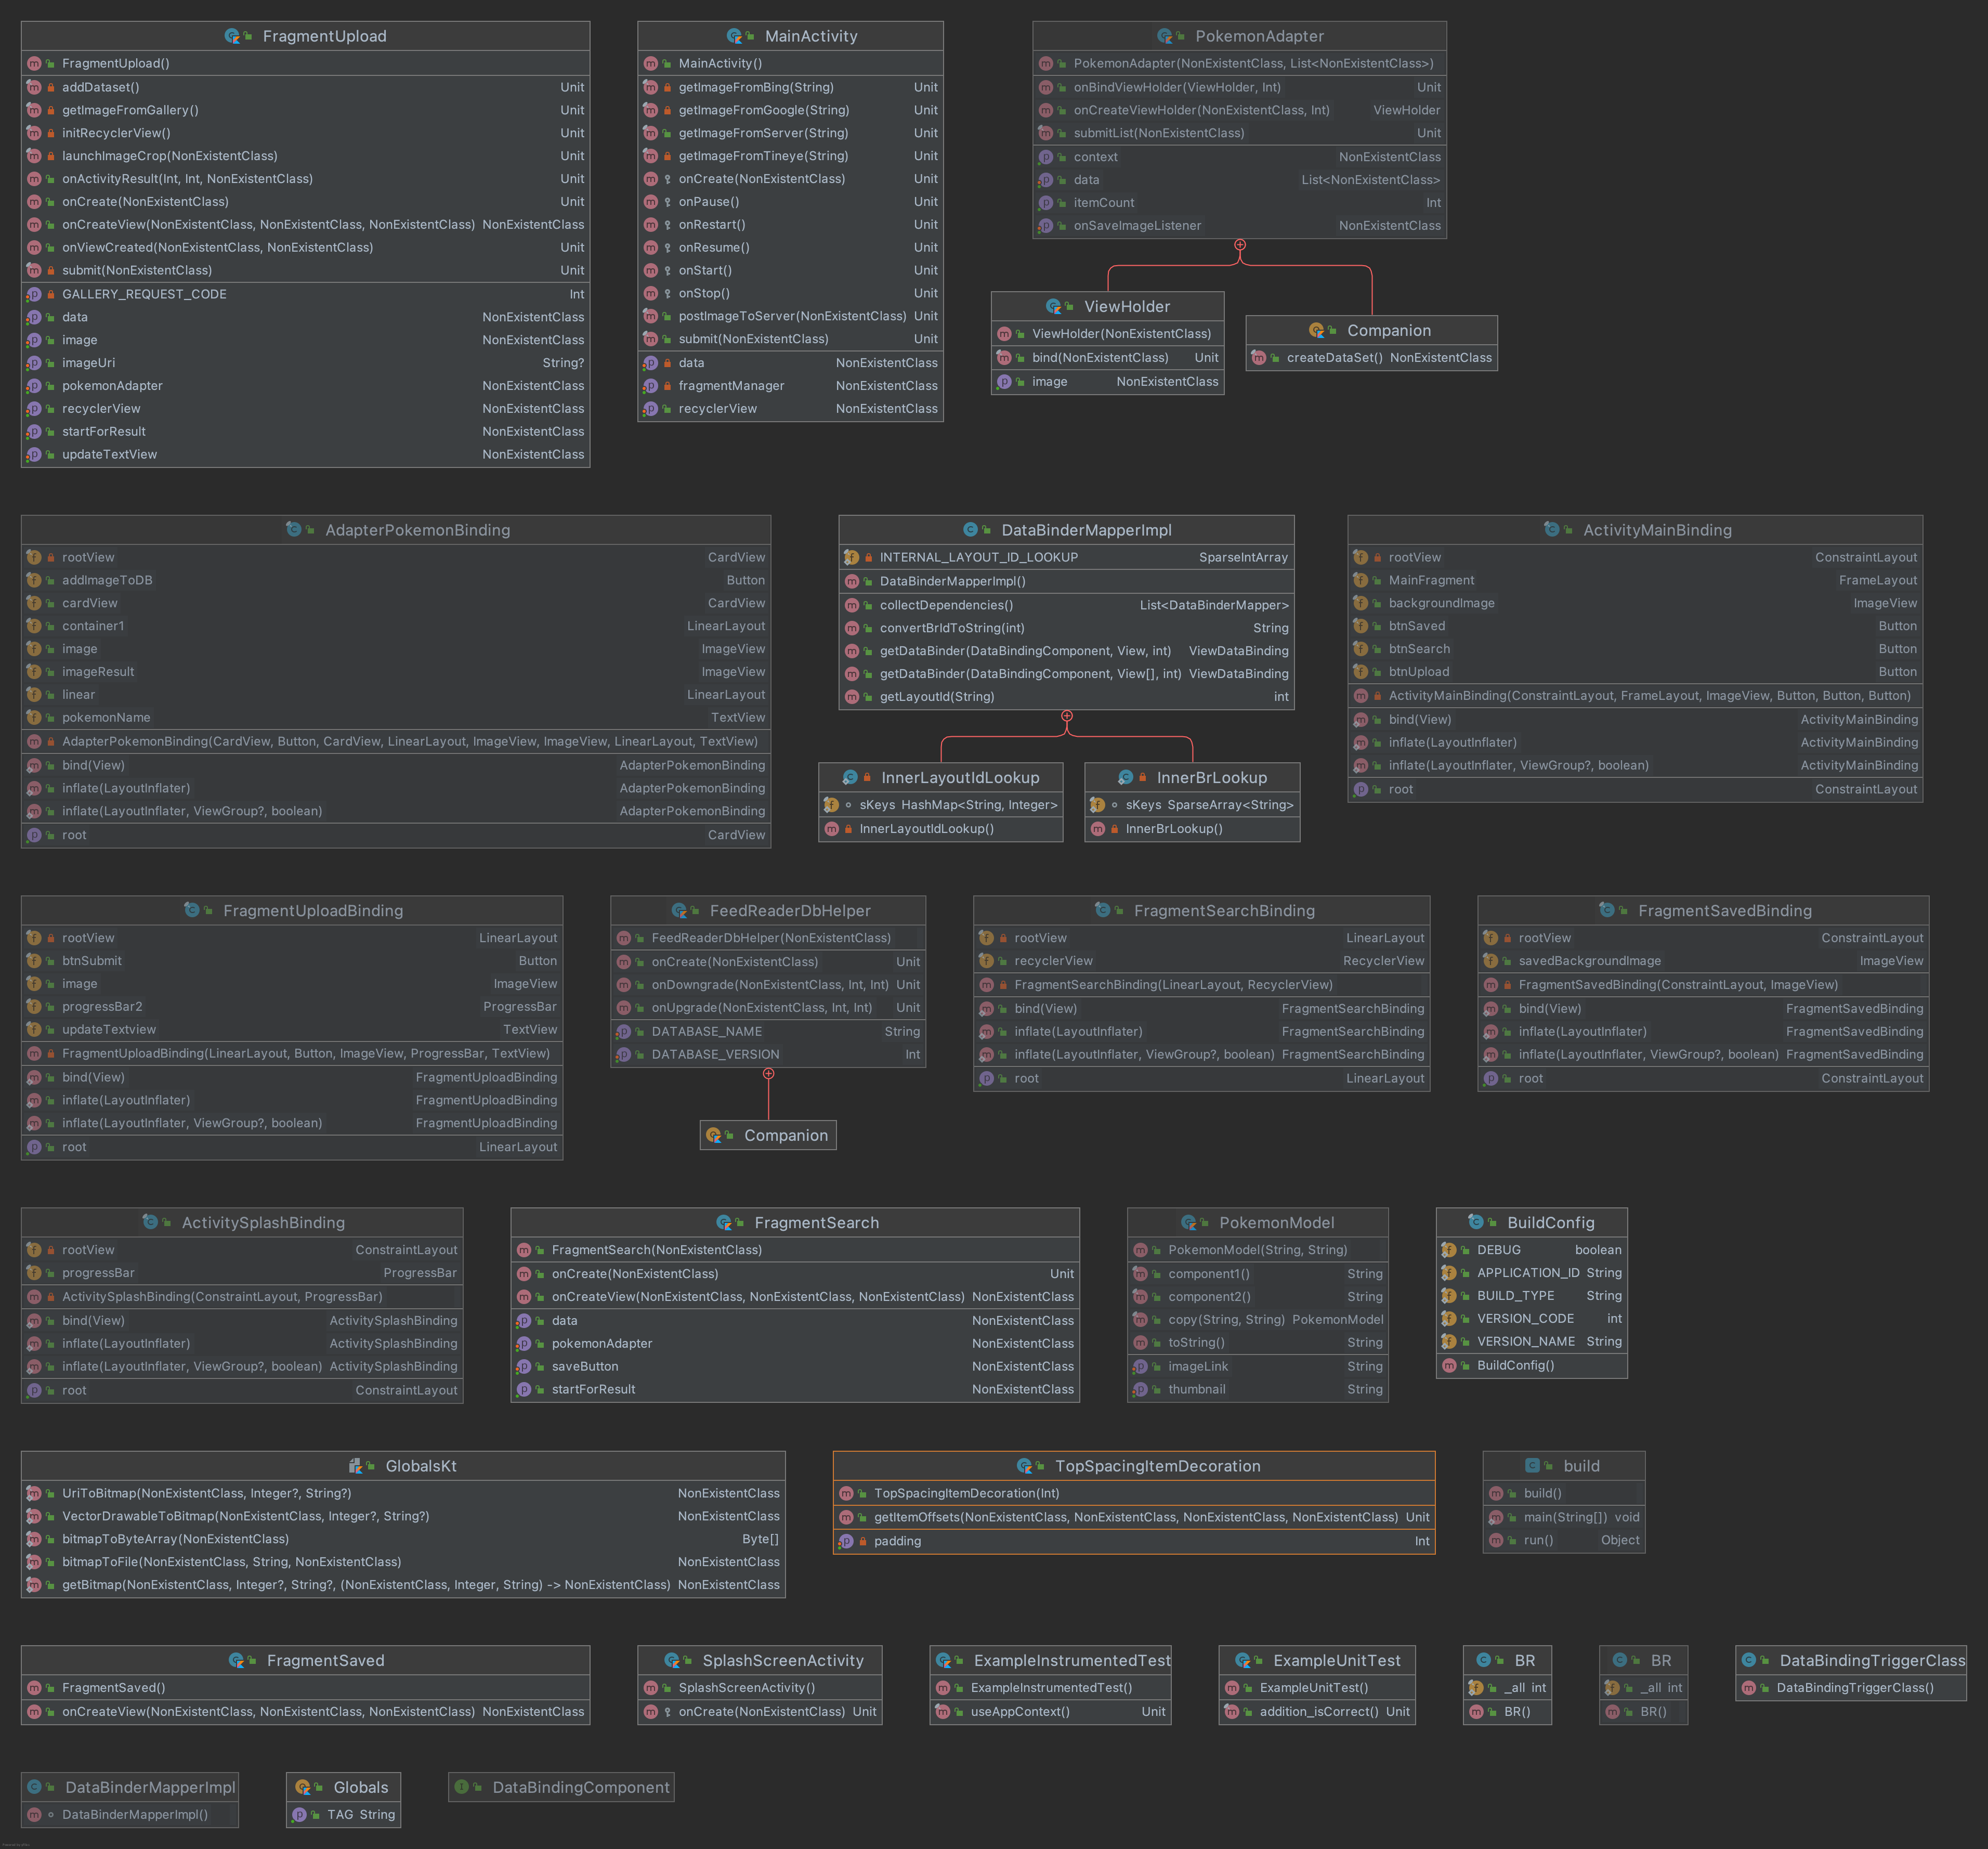 FragmentUpload
FragmentUpload()
addDataset() Unit
getImageFromGallery() Unit
initRecyclerView() Unit
launchImageCrop(NonExistentClass) Unit
onActivityResult(Int, Int, NonExistentClass) Unit
onCreate(NonExistentClass) Unit
onCreateView(NonExistentClass, NonExistentClass, NonExistentClass) NonExistentClass
onViewCreated(NonExistentClass, NonExistentClass) Unit
submit(NonExistentClass) Unit
GALLERY_REQUEST_CODE Int
data NonExistentClass
image NonExistentClass
imageUri String?
pokemonAdapter NonExistentClass
recyclerView NonExistentClass
startForResult NonExistentClass
updateTextView NonExistentClass
MainActivity
MainActivity()
getImageFromBing(String) Unit
getImageFromGoogle(String) Unit
getImageFromServer(String) Unit
getImageFromTineye(String) Unit
onCreate(NonExistentClass) Unit
onPause() Unit
onRestart() Unit
onResume() Unit
onStart() Unit
onStop() Unit
postImageToServer(NonExistentClass) Unit
submit(NonExistentClass) Unit
data NonExistentClass
fragmentManager NonExistentClass
recyclerView NonExistentClass
PokemonAdapter
PokemonAdapter(NonExistentClass, List<NonExistentClass>)
onBindViewHolder(ViewHolder, Int) Unit
onCreateViewHolder(NonExistentClass, Int) ViewHolder
submitList(NonExistentClass) Unit
context NonExistentClass
data List<NonExistentClass>
itemCount Int
onSaveImageListener NonExistentClass
ViewHolder
ViewHolder(NonExistentClass)
bind(NonExistentClass) Unit
image NonExistentClass
Companion
createDataSet() NonExistentClass
AdapterPokemonBinding
rootView CardView
addImageToDB Button
cardView CardView
container1 LinearLayout
image ImageView
imageResult ImageView
linear LinearLayout
pokemonName TextView
AdapterPokemonBinding(CardView, Button, CardView, LinearLayout, ImageView, ImageView, LinearLayout, TextView)
bind(View) AdapterPokemonBinding
inflate(LayoutInflater) AdapterPokemonBinding
inflate(LayoutInflater, ViewGroup?, boolean) AdapterPokemonBinding
root CardView
DataBinderMapperImpl
INTERNAL_LAYOUT_ID_LOOKUP SparseIntArray
DataBinderMapperImpl()
collectDependencies() List<DataBinderMapper>
convertBrIdToString(int) String
getDataBinder(DataBindingComponent, View, int) ViewDataBinding
getDataBinder(DataBindingComponent, View[], int) ViewDataBinding
getLayoutId(String) int
InnerLayoutIdLookup
sKeys HashMap<String, Integer>
InnerLayoutIdLookup()
InnerBrLookup
sKeys SparseArray<String>
InnerBrLookup()
ActivityMainBinding
rootView ConstraintLayout
MainFragment FrameLayout
backgroundImage ImageView
btnSaved Button
btnSearch Button
btnUpload Button
ActivityMainBinding(ConstraintLayout, FrameLayout, ImageView, Button, Button, Button)
bind(View) ActivityMainBinding
inflate(LayoutInflater) ActivityMainBinding
inflate(LayoutInflater, ViewGroup?, boolean) ActivityMainBinding
root ConstraintLayout
FragmentUploadBinding
rootView LinearLayout
btnSubmit Button
image ImageView
progressBar2 ProgressBar
updateTextview TextView
FragmentUploadBinding(LinearLayout, Button, ImageView, ProgressBar, TextView)
bind(View) FragmentUploadBinding
inflate(LayoutInflater) FragmentUploadBinding
inflate(LayoutInflater, ViewGroup?, boolean) FragmentUploadBinding
root LinearLayout
FeedReaderDbHelper
FeedReaderDbHelper(NonExistentClass)
onCreate(NonExistentClass) Unit
onDowngrade(NonExistentClass, Int, Int) Unit
onUpgrade(NonExistentClass, Int, Int) Unit
DATABASE_NAME String
DATABASE_VERSION Int
Companion
FragmentSearchBinding
rootView LinearLayout
recyclerView RecyclerView
FragmentSearchBinding(LinearLayout, RecyclerView)
bind(View) FragmentSearchBinding
inflate(LayoutInflater) FragmentSearchBinding
inflate(LayoutInflater, ViewGroup?, boolean) FragmentSearchBinding
root LinearLayout
FragmentSavedBinding
rootView ConstraintLayout
savedBackgroundImage ImageView
FragmentSavedBinding(ConstraintLayout, ImageView)
bind(View) FragmentSavedBinding
inflate(LayoutInflater) FragmentSavedBinding
inflate(LayoutInflater, ViewGroup?, boolean) FragmentSavedBinding
root ConstraintLayout
ActivitySplashBinding
rootView ConstraintLayout
progressBar ProgressBar
ActivitySplashBinding(ConstraintLayout, ProgressBar)
bind(View) ActivitySplashBinding
inflate(LayoutInflater) ActivitySplashBinding
inflate(LayoutInflater, ViewGroup?, boolean) ActivitySplashBinding
root ConstraintLayout
FragmentSearch
FragmentSearch(NonExistentClass)
onCreate(NonExistentClass) Unit
onCreateView(NonExistentClass, NonExistentClass, NonExistentClass) NonExistentClass
data NonExistentClass
pokemonAdapter NonExistentClass
saveButton NonExistentClass
startForResult NonExistentClass
PokemonModel
PokemonModel(String, String)
component1() String
component2() String
copy(String, String) PokemonModel
toString() String
imageLink String
thumbnail String
BuildConfig
DEBUG boolean
APPLICATION_ID String
BUILD_TYPE String
VERSION_CODE int
VERSION_NAME String
BuildConfig()
GlobalsKt
UriToBitmap(NonExistentClass, Integer?, String?) NonExistentClass
VectorDrawableToBitmap(NonExistentClass, Integer?, String?) NonExistentClass
bitmapToByteArray(NonExistentClass) Byte[]
bitmapToFile(NonExistentClass, String, NonExistentClass) NonExistentClass
getBitmap(NonExistentClass, Integer?, String?, (NonExistentClass, Integer, String) -> NonExistentClass) NonExistentClass
TopSpacingItemDecoration
TopSpacingItemDecoration(Int)
getItemOffsets(NonExistentClass, NonExistentClass, NonExistentClass, NonExistentClass) Unit
padding Int
build
build()
main(String[]) void
run() Object
FragmentSaved
FragmentSaved()
onCreateView(NonExistentClass, NonExistentClass, NonExistentClass) NonExistentClass
SplashScreenActivity
SplashScreenActivity()
onCreate(NonExistentClass) Unit
ExampleInstrumentedTest
ExampleInstrumentedTest()
useAppContext() Unit
ExampleUnitTest
ExampleUnitTest()
addition_isCorrect() Unit
BR
_all int
BR()
BR
_all int
BR()
DataBindingTriggerClass
DataBindingTriggerClass()
DataBinderMapperImpl
DataBinderMapperImpl()
Globals
TAG String
DataBindingComponent